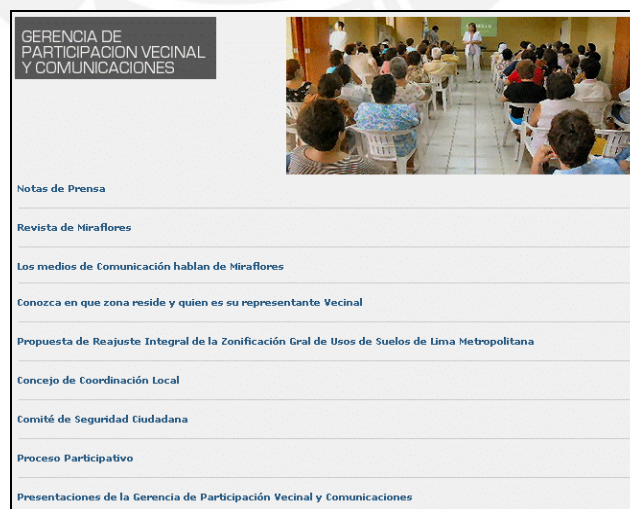 GERENCIA DE
PARTICIPACION VECINAL
Y COMUNICACIONES
Notas de Prensa
Revista de Miraflores
Los medios de Comunicación hablan de Miraflores
Conozca en que zona reside y quien es su representante Vecinal
Propuesta de Reajuste Integral de la Zonificación Gral de Usos de Suelos de Lima Metropolitana
Concejo de Coordinación Local
Comité de Seguridad Ciudadana
Proceso Participativo
Presentaciones de la Gerencia de Participación Vecinal y Comunicaciones